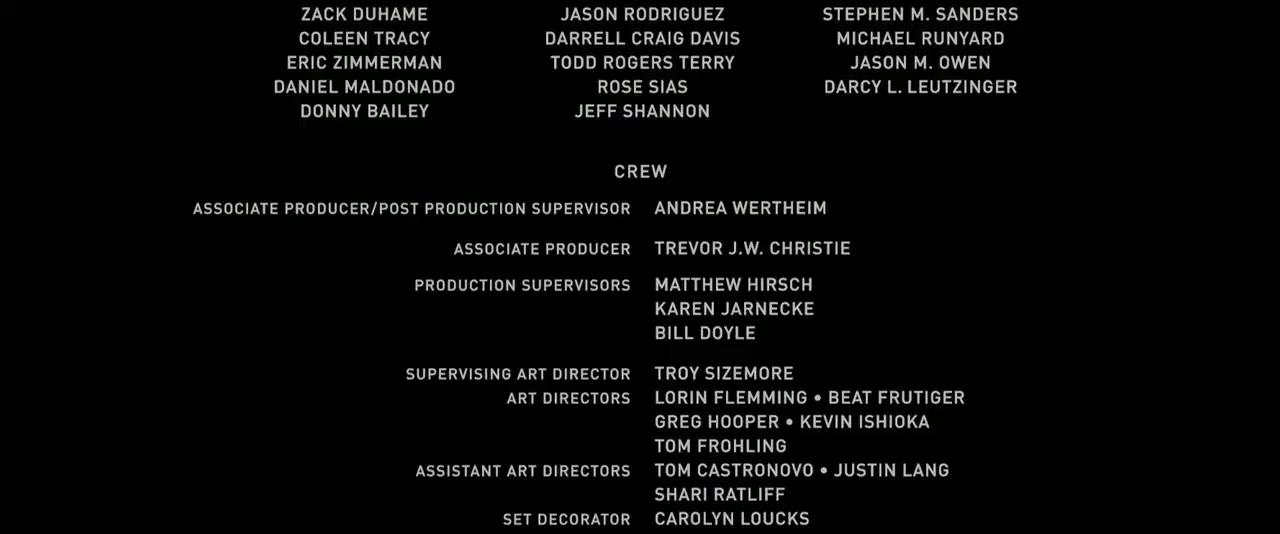 ZACK DUHAME JASON RODRIGUEZ STEPHEN M. SANDERS
COLEEN TRACY DARRELL CRAIG DAVIS MICHAEL RUNYARD
ERIC ZIMMERMAN TODD ROGERS TERRY JASON M. OWEN
DANIEL MALDONADO ROSE SIAS DARCY L. LEUTZINGER
DONNY BAILEY JEFF SHANNON
CREW
ASSOCIATE PRODUCER/POST PRODUCTION SUPERVISOR ANDREA WERTHEIM
ASSOCIATE PRODUCER TREVOR J.W. CHRISTIE
PRODUCTION SUPERVISORS MATTHEW HIRSCH
KAREN JARNECKE
BILL DOYLE
SUPERVISING ART DIRECTOR TROY SIZEMORE
ART DIRECTORS LORIN FLEMMING • BEAT FRUTIGER
GREG HOOPER • KEVIN ISHIOKA
TOM FROHLING
ASSISTANT ART DIRECTORS TOM CASTRONOVO • JUSTIN LANG
SHARI RATLIFF
SET DECORATOR CAROLYN LOUCKS